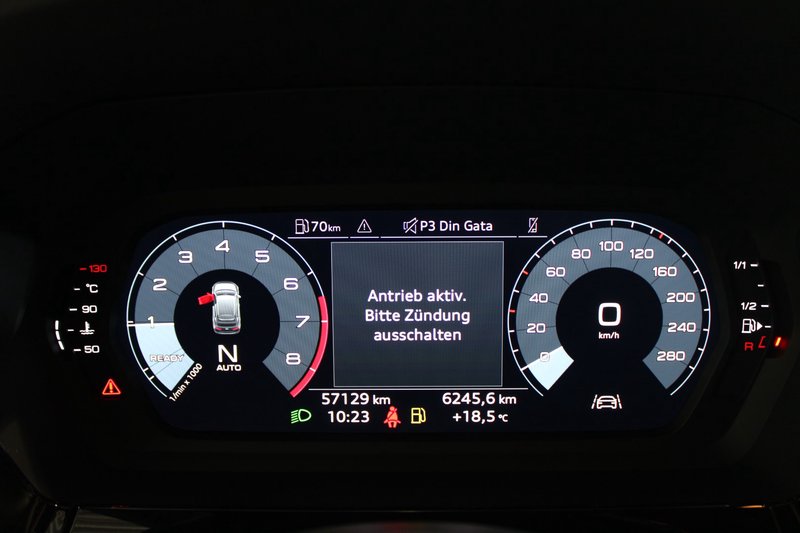 70km P3 Din Gata
130
°C
90
50
1 2 3 4 5 6 7 8
READY
1/min x 1000
N
AUTO
Antrieb aktiv.
Bitte Zündung
ausschalten
0 20 40 60 80 100 120 160 200 240 280
0
km/h
57129 km 6245,6 km
10:23 +18,5 °C
1/1
1/2
R